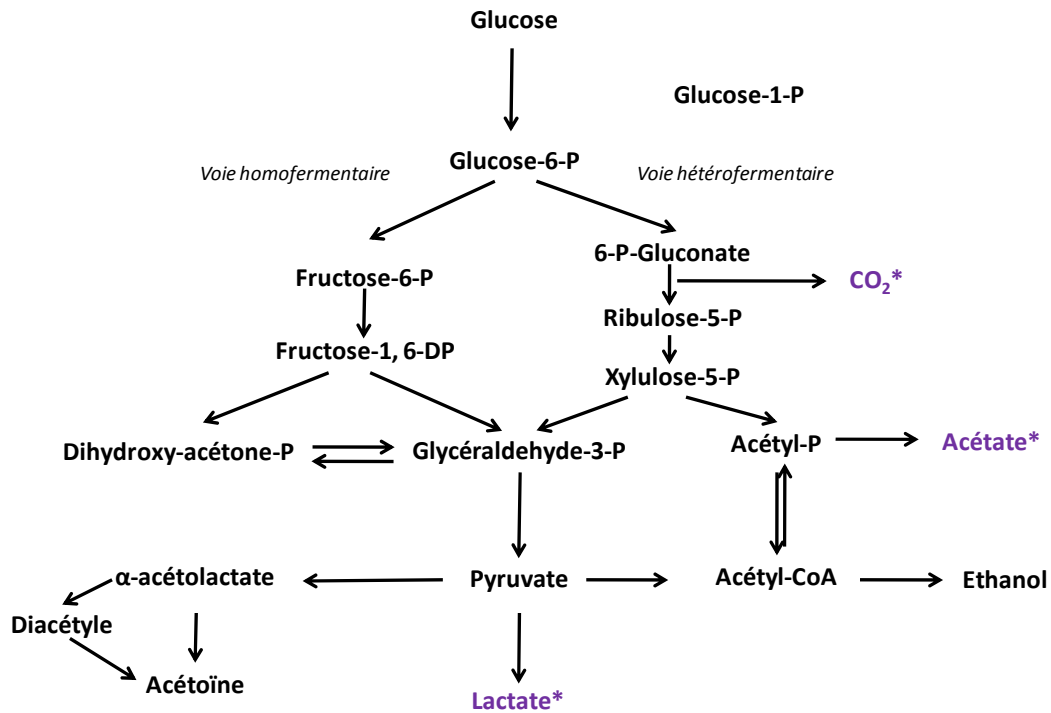 Glucose
Glucose-1-P
Glucose-6-P
Voie homofermentaire
Voie hétérofermentaire
6-P-Gluconate
Fructose-6-P
CO₂*
Ribulose-5-P
Fructose-1, 6-DP
Xylulose-5-P
Dihydroxy-acétone-P
Glycéraldehyde-3-P
Acétyl-P
Acétate*
α-acétolactate
Pyruvate
Acétyl-CoA
Ethanol
Diacétyle
Acétoïne
Lactate*